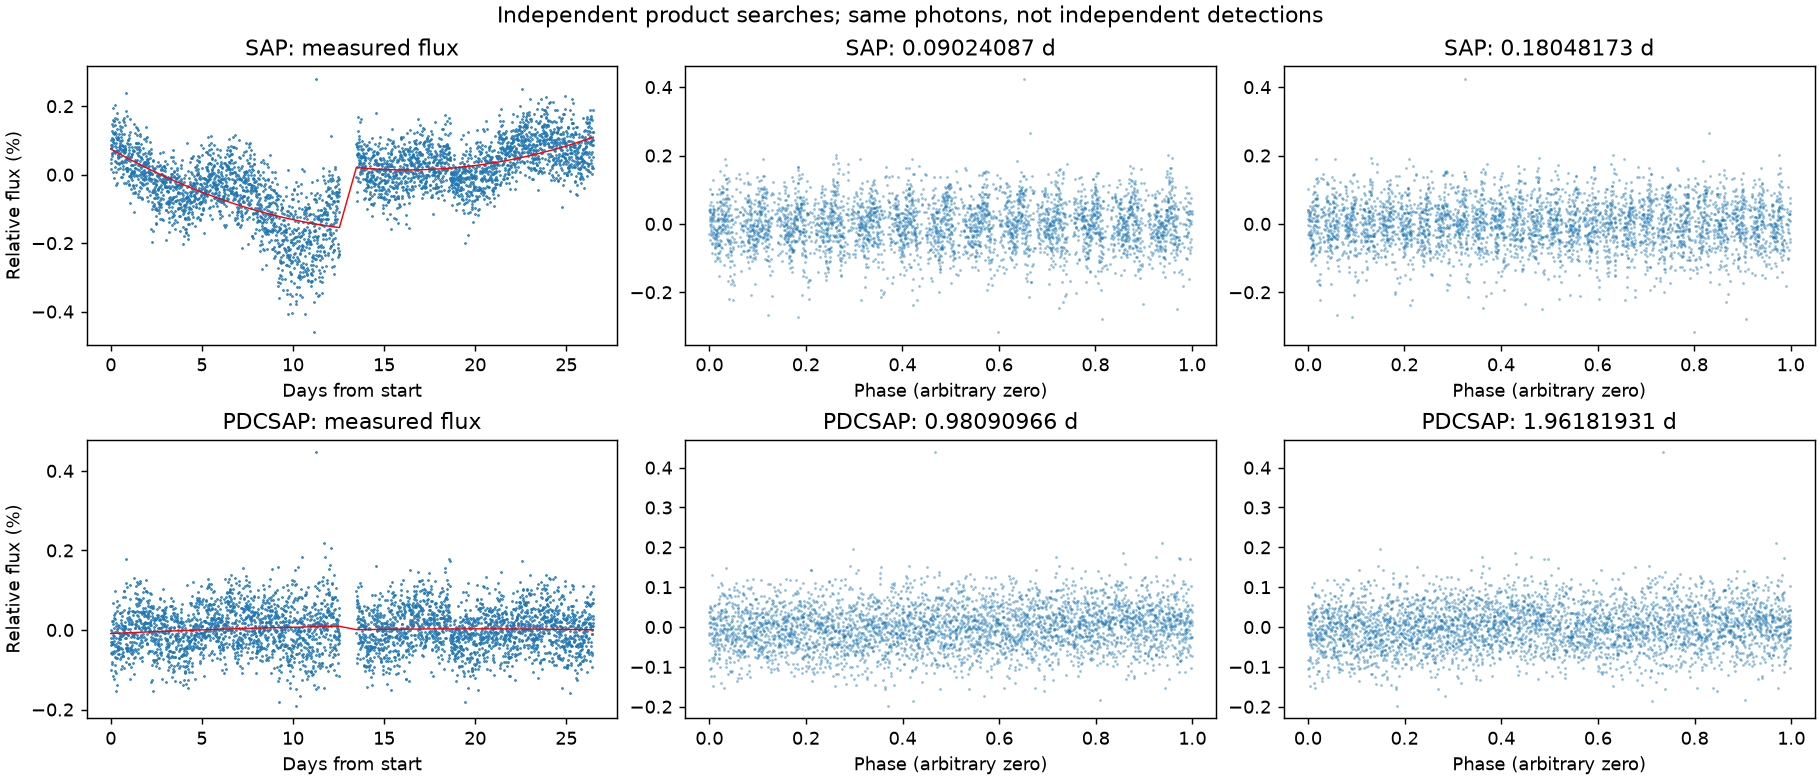 Independent product searches; same photons, not independent detections
SAP: measured flux
SAP: 0.09024087 d
SAP: 0.18048173 d
Relative flux (%)
0.2
0.0
−0.2
−0.4
0 5 10 15 20 25
Days from start
0.4
0.2
0.0
−0.2
0.0 0.2 0.4 0.6 0.8 1.0
Phase (arbitrary zero)
0.4
0.2
0.0
−0.2
0.0 0.2 0.4 0.6 0.8 1.0
Phase (arbitrary zero)
PDCSAP: measured flux
PDCSAP: 0.98090966 d
PDCSAP: 1.96181931 d
Relative flux (%)
0.4
0.2
0.0
−0.2
0 5 10 15 20 25
Days from start
0.4
0.3
0.2
0.1
0.0
−0.1
−0.2
0.0 0.2 0.4 0.6 0.8 1.0
Phase (arbitrary zero)
0.4
0.3
0.2
0.1
0.0
−0.1
−0.2
0.0 0.2 0.4 0.6 0.8 1.0
Phase (arbitrary zero)